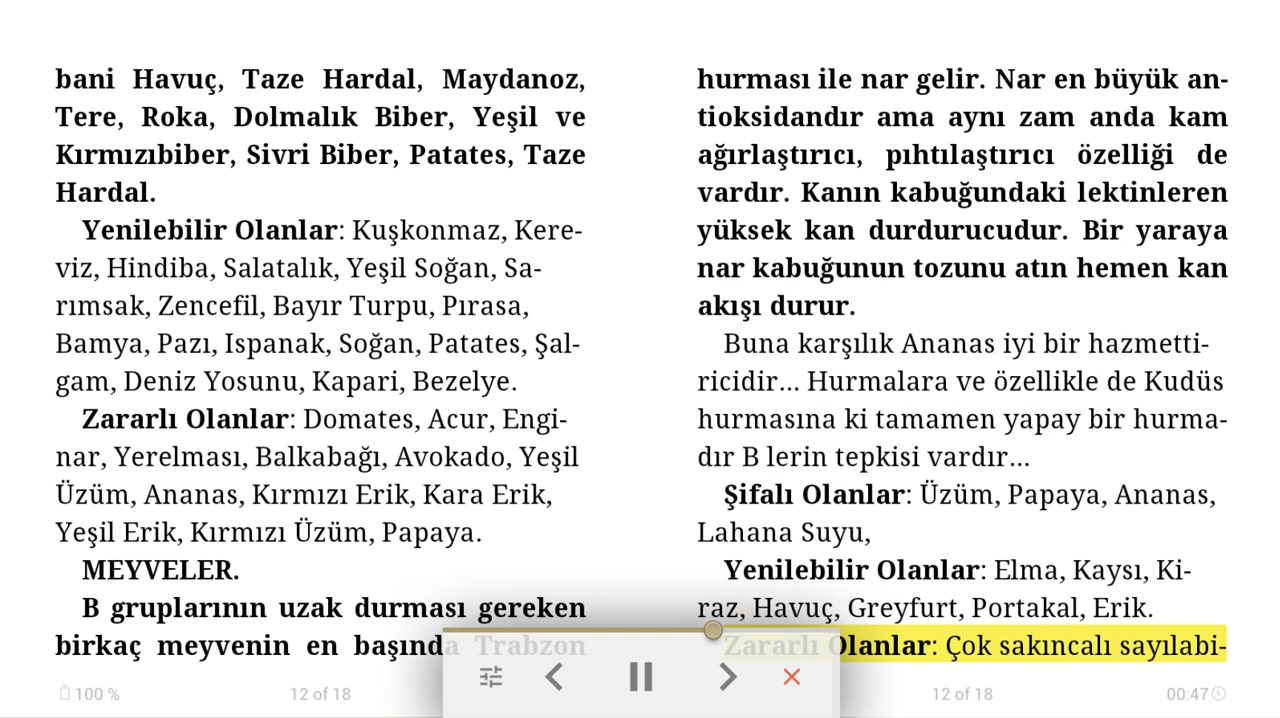 bani Havuç, Taze Hardal, Maydanoz,
Tere, Roka, Dolmalık Biber, Yeşil ve
Kırmızıbiber, Sivri Biber, Patates, Taze
Hardal.
Yenilebilir Olanlar: Kuşkonmaz, Kere-
viz, Hindiba, Salatalık, Yeşil Soğan, Sa-
rımsak, Zencefil, Bayır Turpu, Pırasa,
Bamya, Pazı, Ispanak, Soğan, Patates, Şal-
gam, Deniz Yosunu, Kapari, Bezelye.
Zararlı Olanlar: Domates, Acur, Engi-
nar, Yerelması, Balkabağı, Avokado, Yeşil
Üzüm, Ananas, Kırmızı Erik, Kara Erik,
Yeşil Erik, Kırmızı Üzüm, Papaya.
MEYVELER.
B gruplarının uzak durması gereken
birkaç meyvenin en başında Trabzon
hurması ile nar gelir. Nar en büyük an-
tioksidandır ama aynı zam anda kam
ağırlaştırıcı, pıhtılaştırıcı özelliği de
vardır. Kanın kabuğundaki lektinleren
yüksek kan durdurucudur. Bir yaraya
nar kabuğunun tozunu atın hemen kan
akışı durur.
Buna karşılık Ananas iyi bir hazmetti-
ricidir... Hurmalara ve özellikle de Kudüs
hurmasına ki tamamen yapay bir hurma-
dır B lerin tepkisi vardır...
Şifalı Olanlar: Üzüm, Papaya, Ananas,
Lahana Suyu,
Yenilebilir Olanlar: Elma, Kaysı, Ki-
raz, Havuç, Greyfurt, Portakal, Erik.
Zararlı Olanlar: Çok sakıncalı sayılabi-
100 % 12 of 18 12 of 18 00:47